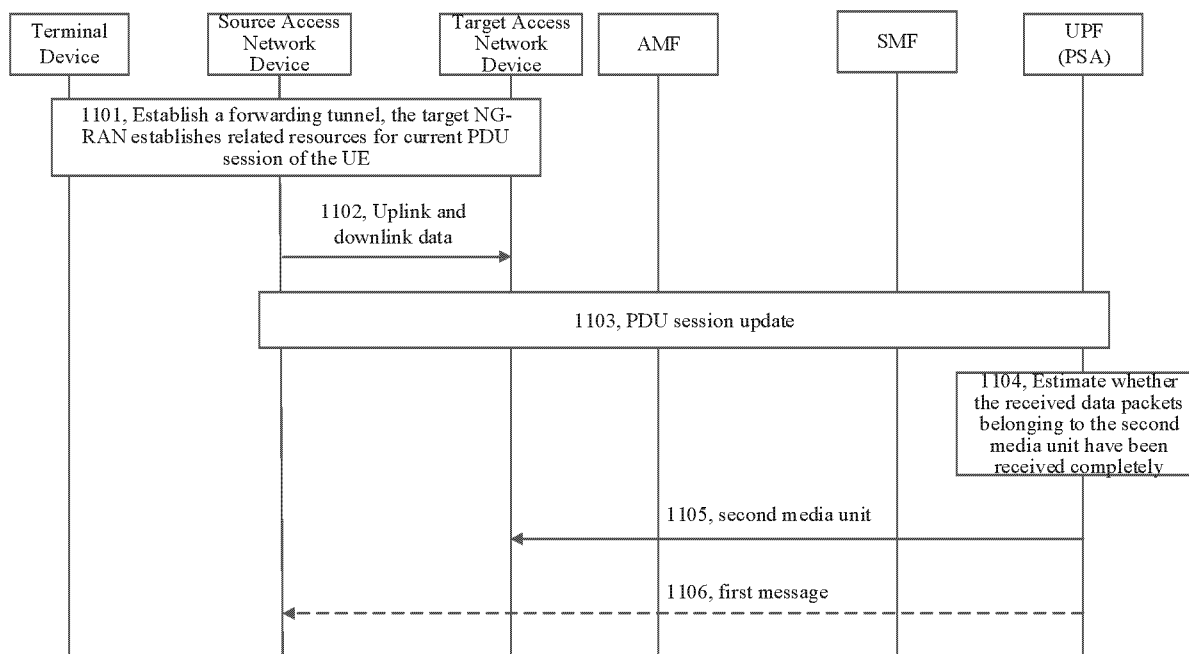 Terminal
Device
Source Access
Network
Device
Target Access
Network
Device
AMF
SMF
UPF
(PSA)
1101, Establish a forwarding tunnel, the target NG-
RAN establishes related resources for current PDU
session of the UE
1102, Uplink and
downlink data
1103, PDU session update
1104, Estimate whether
the received data packets
belonging to the second
media unit have been
received completely
1105, second media unit
1106, first message